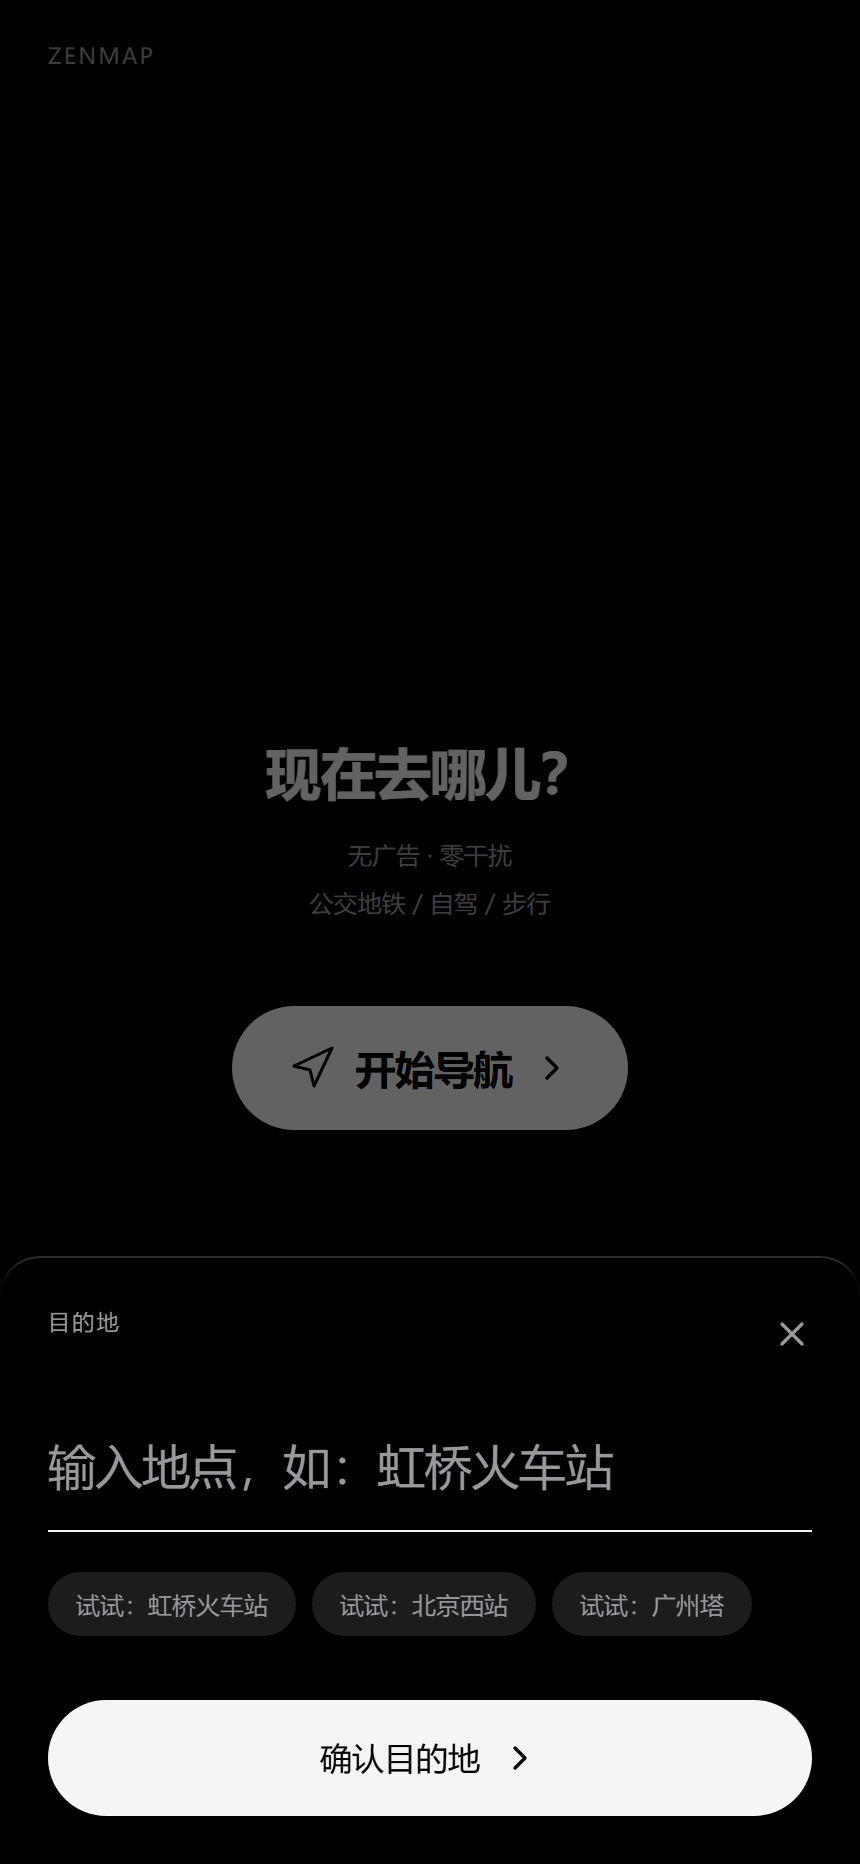 ZENMAP
现在去哪儿？
无广告 · 零干扰
公交地铁 / 自驾 / 步行
开始导航
目的地
输入地点，如：虹桥火车站
试试：虹桥火车站
试试：北京西站
试试：广州塔
确认目的地